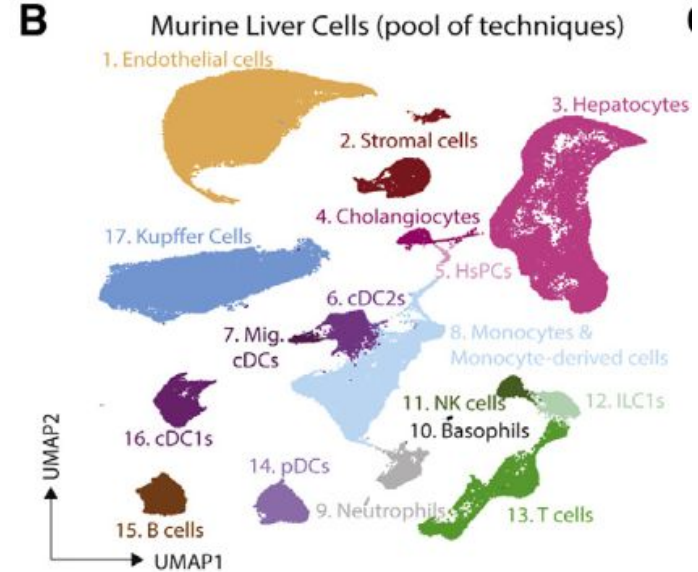 B
Murine Liver Cells (pool of techniques)
1. Endothelial cells
3. Hepatocytes
2. Stromal cells
4. Cholangiocytes
17. Kupffer Cells
5. HsPCs
6. cDC2s
7. Mig.
cDCs
8. Monocytes &
Monocyte-derived cells
11. NK cells
12. ILC1s
10. Basophils
16. cDC1s
14. pDCs
9. Neutrophils
13. T cells
15. B cells
UMAP2
UMAP1